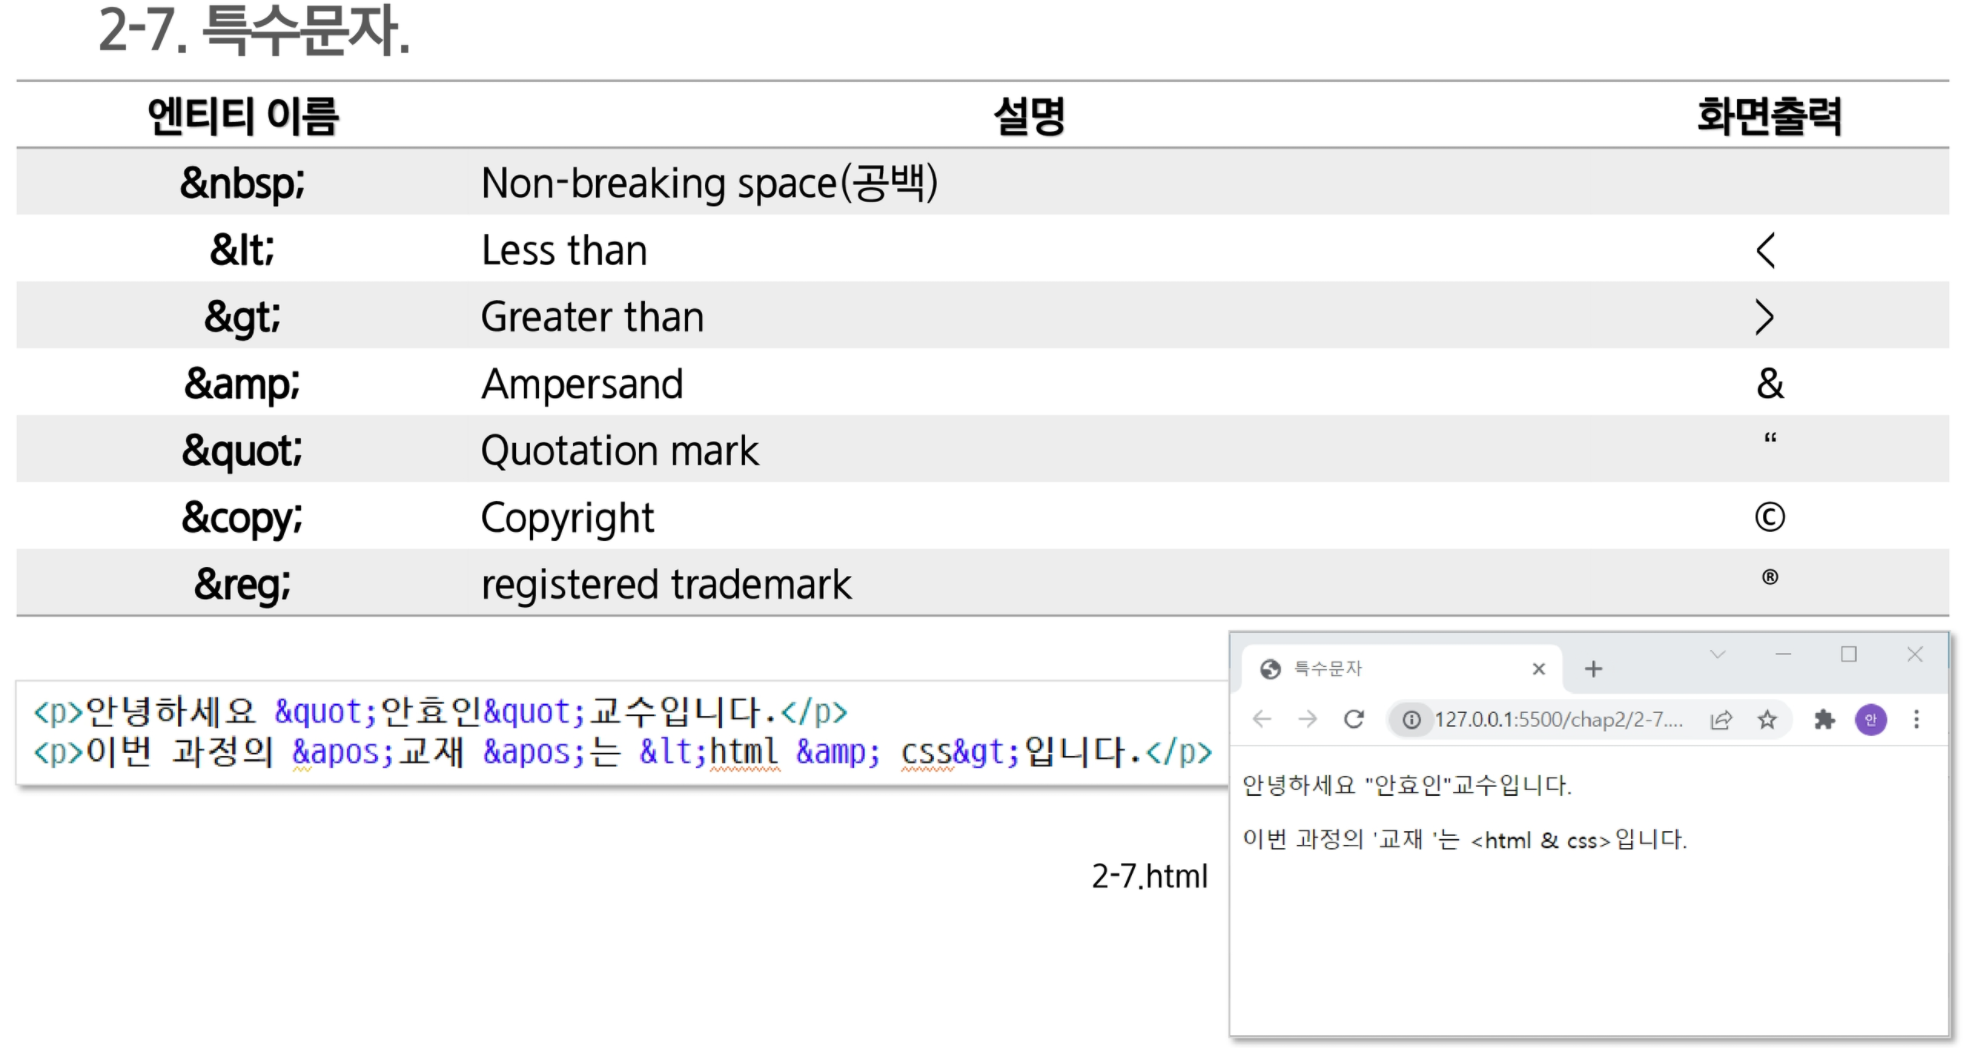 2-7. 특수문자.
엔티티 이름 설명 화면출력
&nbsp; Non-breaking space(공백)
&lt; Less than <
&gt; Greater than >
&amp; Ampersand &
&quot; Quotation mark “
&copy; Copyright ©
&reg; registered trademark ®
<p>안녕하세요 &quot;안효인&quot;교수입니다.</p>
<p>이번 과정의 &apos;교재 &apos;는 &lt;html &amp; css&gt;입니다.</p>
2-7.html
특수문자
127.0.0.1:5500/chap2/2-7.... 안
안녕하세요 "안효인"교수입니다.
이번 과정의 '교재 '는 <html & css>입니다.